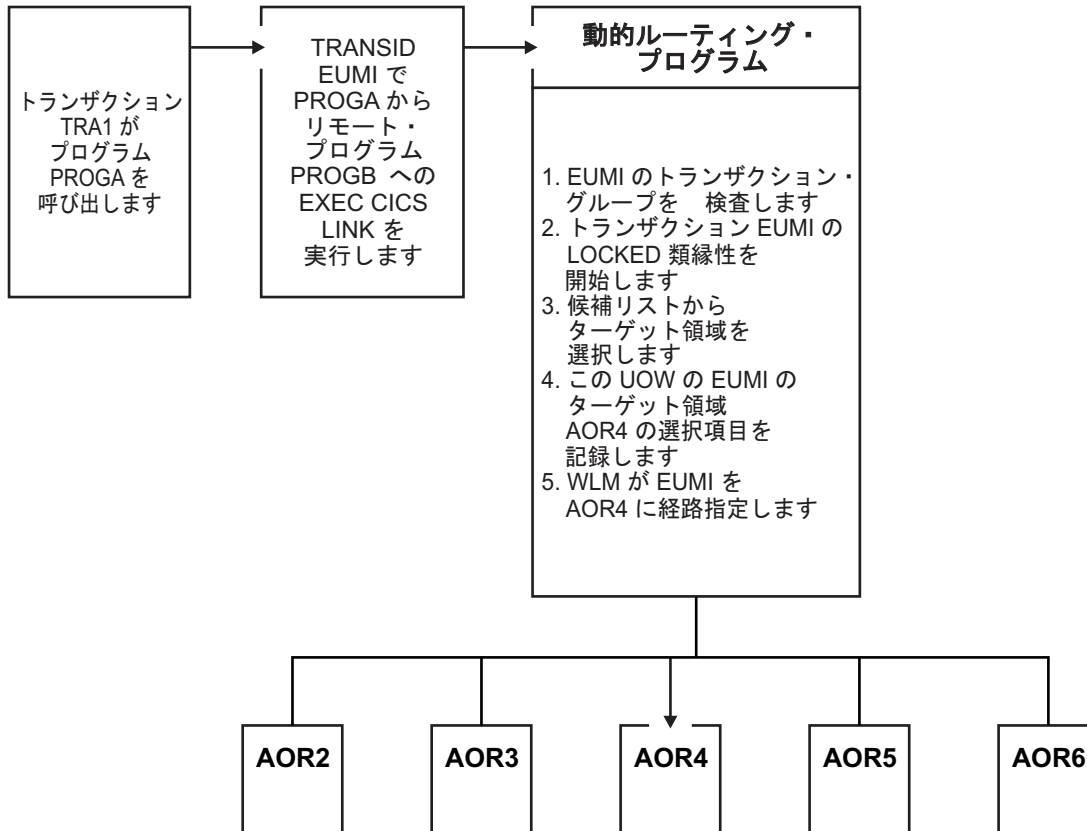 トランザクション
TRA1 が
プログラム
PROGA を
呼び出します
TRANSID
EUMI で
PROGA から
リモート・
プログラム
PROGB への
EXEC CICS
LINK を
実行します
動的ルーティング・
プログラム
1. EUMI のトランザクション・
グループを 検査します
2. トランザクション EUMI の
LOCKED 類縁性を
開始します
3. 候補リストから
ターゲット領域を
選択します
4. この UOW の EUMI の
ターゲット領域
AOR4 の選択項目を
記録します
5. WLM が EUMI を
AOR4 に経路指定します
AOR2
AOR3
AOR4
AOR5
AOR6